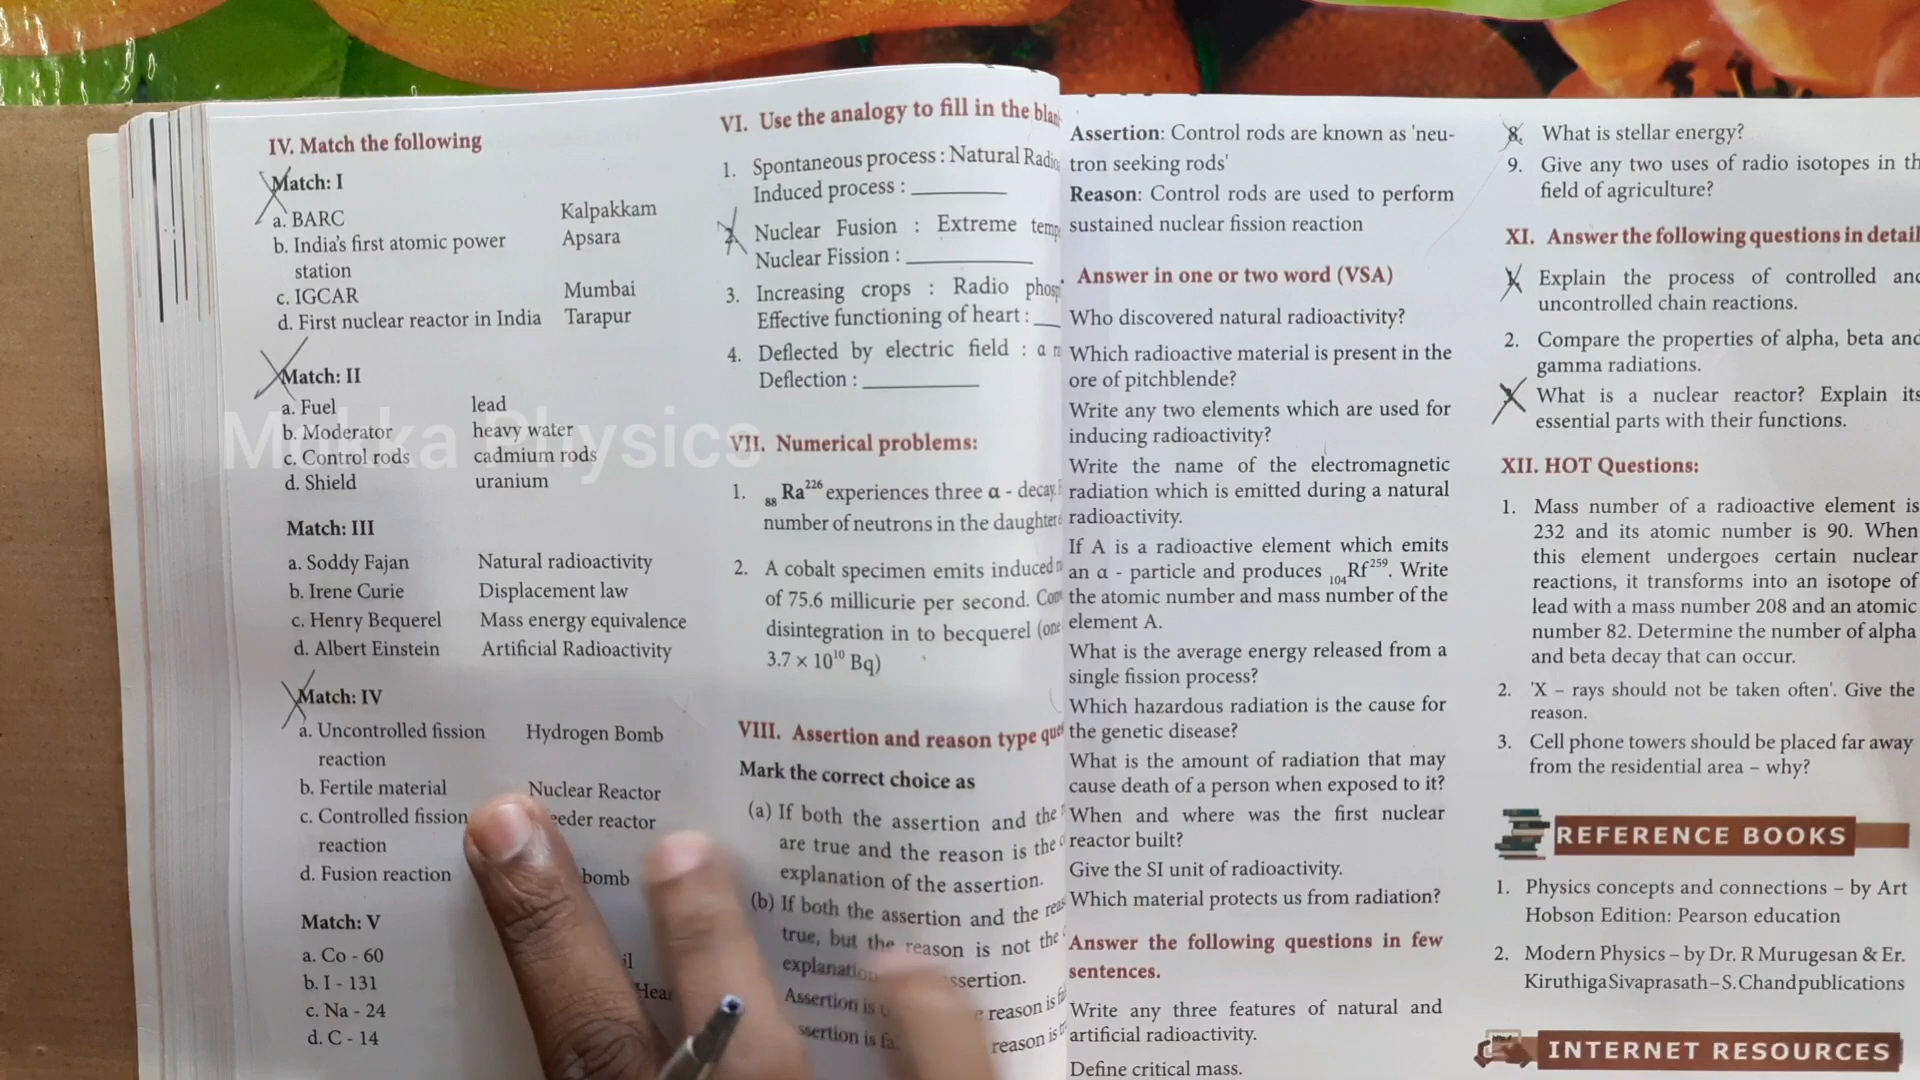 IV. Match the following
Match: I
a. BARC Kalpakkam
b. India's first atomic power Apsara
station
c. IGCAR Mumbai
d. First nuclear reactor in India Tarapur
Match: II
a. Fuel lead
b. Moderator heavy water
c. Control rods cadmium rods
d. Shield uranium
Match: III
a. Soddy Fajan Natural radioactivity
b. Irene Curie Displacement law
c. Henry Bequerel Mass energy equivalence
d. Albert Einstein Artificial Radioactivity
Match: IV
a. Uncontrolled fission Hydrogen Bomb
reaction
b. Fertile material Nuclear Reactor
c. Controlled fission eeder reactor
reaction
d. Fusion reaction bomb
Match: V
a. Co - 60
b. I - 131
c. Na - 24
d. C - 14
Mekka Physics
VI. Use the analogy to fill in the
1. Spontaneous process : Natural
Induced process :
2. Nuclear Fusion : Extreme
Nuclear Fission :
3. Increasing crops : Radio
Effective functioning of heart :
4. Deflected by electric field : α
Deflection :
VII. Numerical problems:
1. 88Ra226 experiences three α - decay.
number of neutrons in the
2. A cobalt specimen emits induced
of 75.6 millicurie per second.
disintegration in to becquerel
3.7 × 10^10 Bq)
VIII. Assertion and reason type
Mark the correct choice as
(a) If both the assertion and the
are true and the reason is the
explanation of the assertion.
(b) If both the assertion and the
true, but the reason is not the
ssertion.
Assertion is
reason is
reason is
Assertion: Control rods are known as 'neu-
tron seeking rods'
Reason: Control rods are used to perform
sustained nuclear fission reaction
Answer in one or two word (VSA)
Who discovered natural radioactivity?
Which radioactive material is present in the
ore of pitchblende?
Write any two elements which are used for
inducing radioactivity?
Write the name of the electromagnetic
radiation which is emitted during a natural
radioactivity.
If A is a radioactive element which emits
an α - particle and produces 104Rf259. Write
the atomic number and mass number of the
element A.
What is the average energy released from a
single fission process?
Which hazardous radiation is the cause for
the genetic disease?
What is the amount of radiation that may
cause death of a person when exposed to it?
When and where was the first nuclear
reactor built?
Give the SI unit of radioactivity.
Which material protects us from radiation?
Answer the following questions in few
sentences.
Write any three features of natural and
artificial radioactivity.
Define critical mass.
8. What is stellar energy?
9. Give any two uses of radio isotopes in
field of agriculture?
XI. Answer the following questions in detail
Explain the process of controlled
uncontrolled chain reactions.
2. Compare the properties of alpha, beta
gamma radiations.
What is a nuclear reactor? Explain its
essential parts with their functions.
XII. HOT Questions:
1. Mass number of a radioactive element is
232 and its atomic number is 90. When
this element undergoes certain nuclear
reactions, it transforms into an isotope of
lead with a mass number 208 and an atomic
number 82. Determine the number of alpha
and beta decay that can occur.
2. 'X – rays should not be taken often'. Give the
reason.
3. Cell phone towers should be placed far away
from the residential area – why?
REFERENCE BOOKS
1. Physics concepts and connections – by Art
Hobson Edition: Pearson education
2. Modern Physics – by Dr. R Murugesan & Er.
Kiruthiga Sivaprasath – S. Chand publications
INTERNET RESOURCES